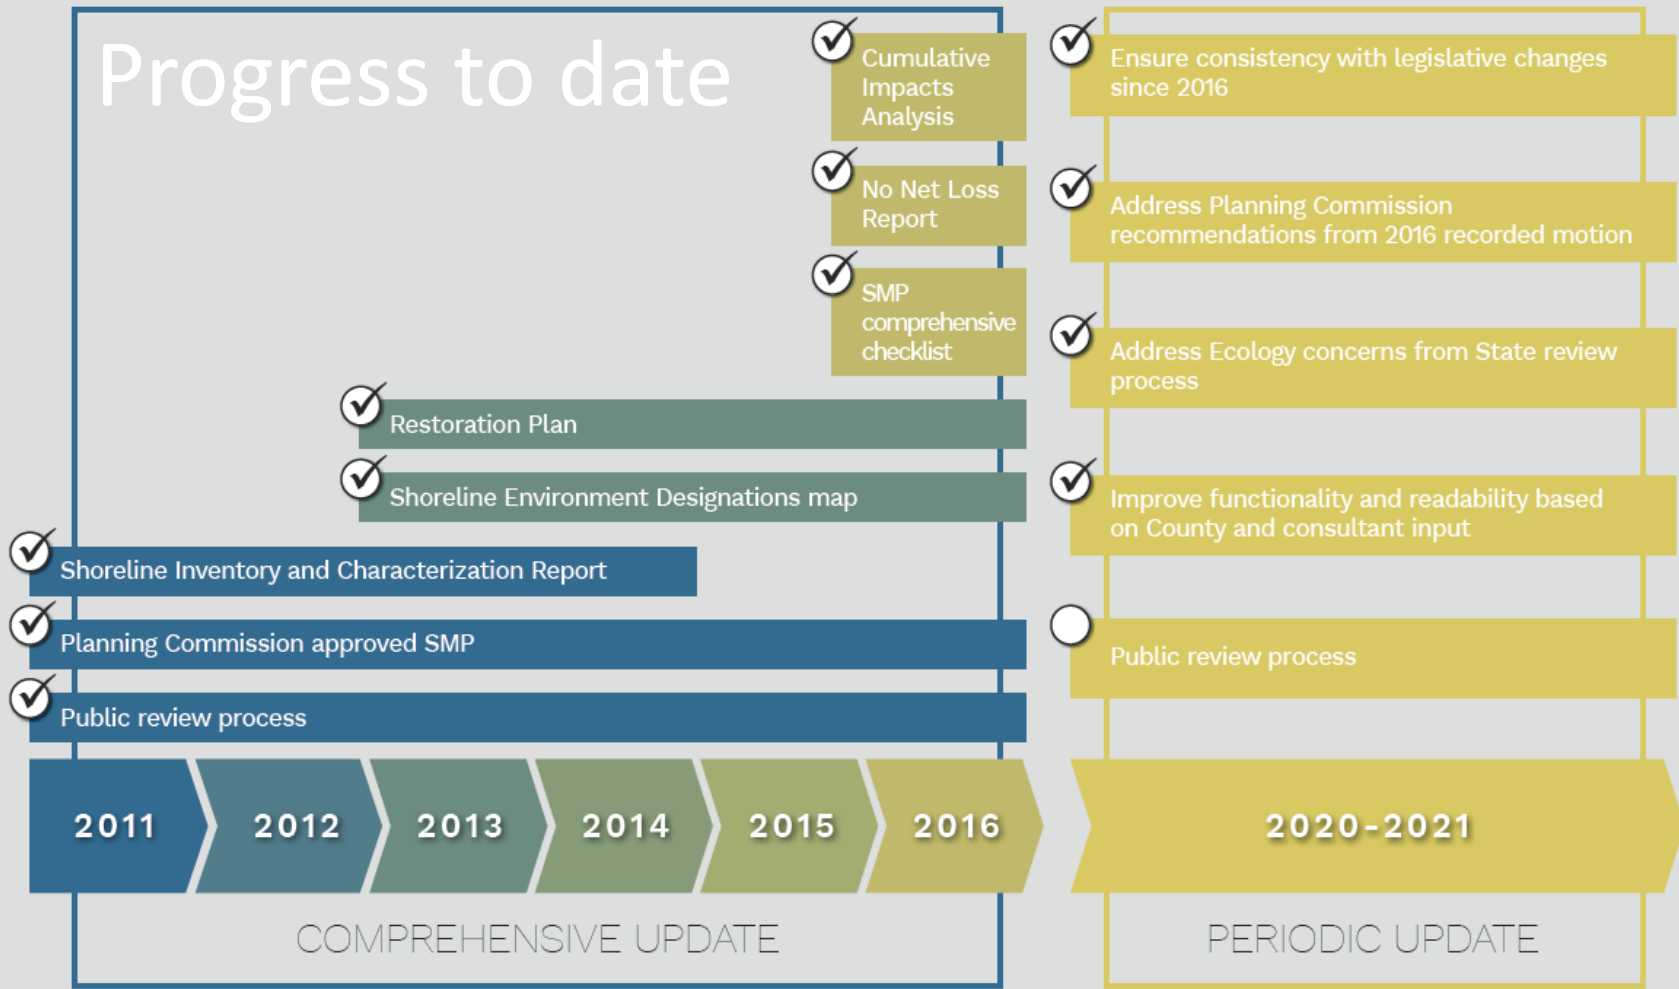 Progress to date
Cumulative
Impacts
Analysis
No Net Loss
Report
SMP
comprehensive
checklist
Restoration Plan
Shoreline Environment Designations map
Shoreline Inventory and Characterization Report
Planning Commission approved SMP
Public review process
2011
2012
2013
2014
2015
2016
COMPREHENSIVE UPDATE
Ensure consistency with legislative changes
since 2016
Address Planning Commission
recommendations from 2016 recorded motion
Address Ecology concerns from State review
process
Improve functionality and readability based
on County and consultant input
Public review process
2020-2021
PERIODIC UPDATE